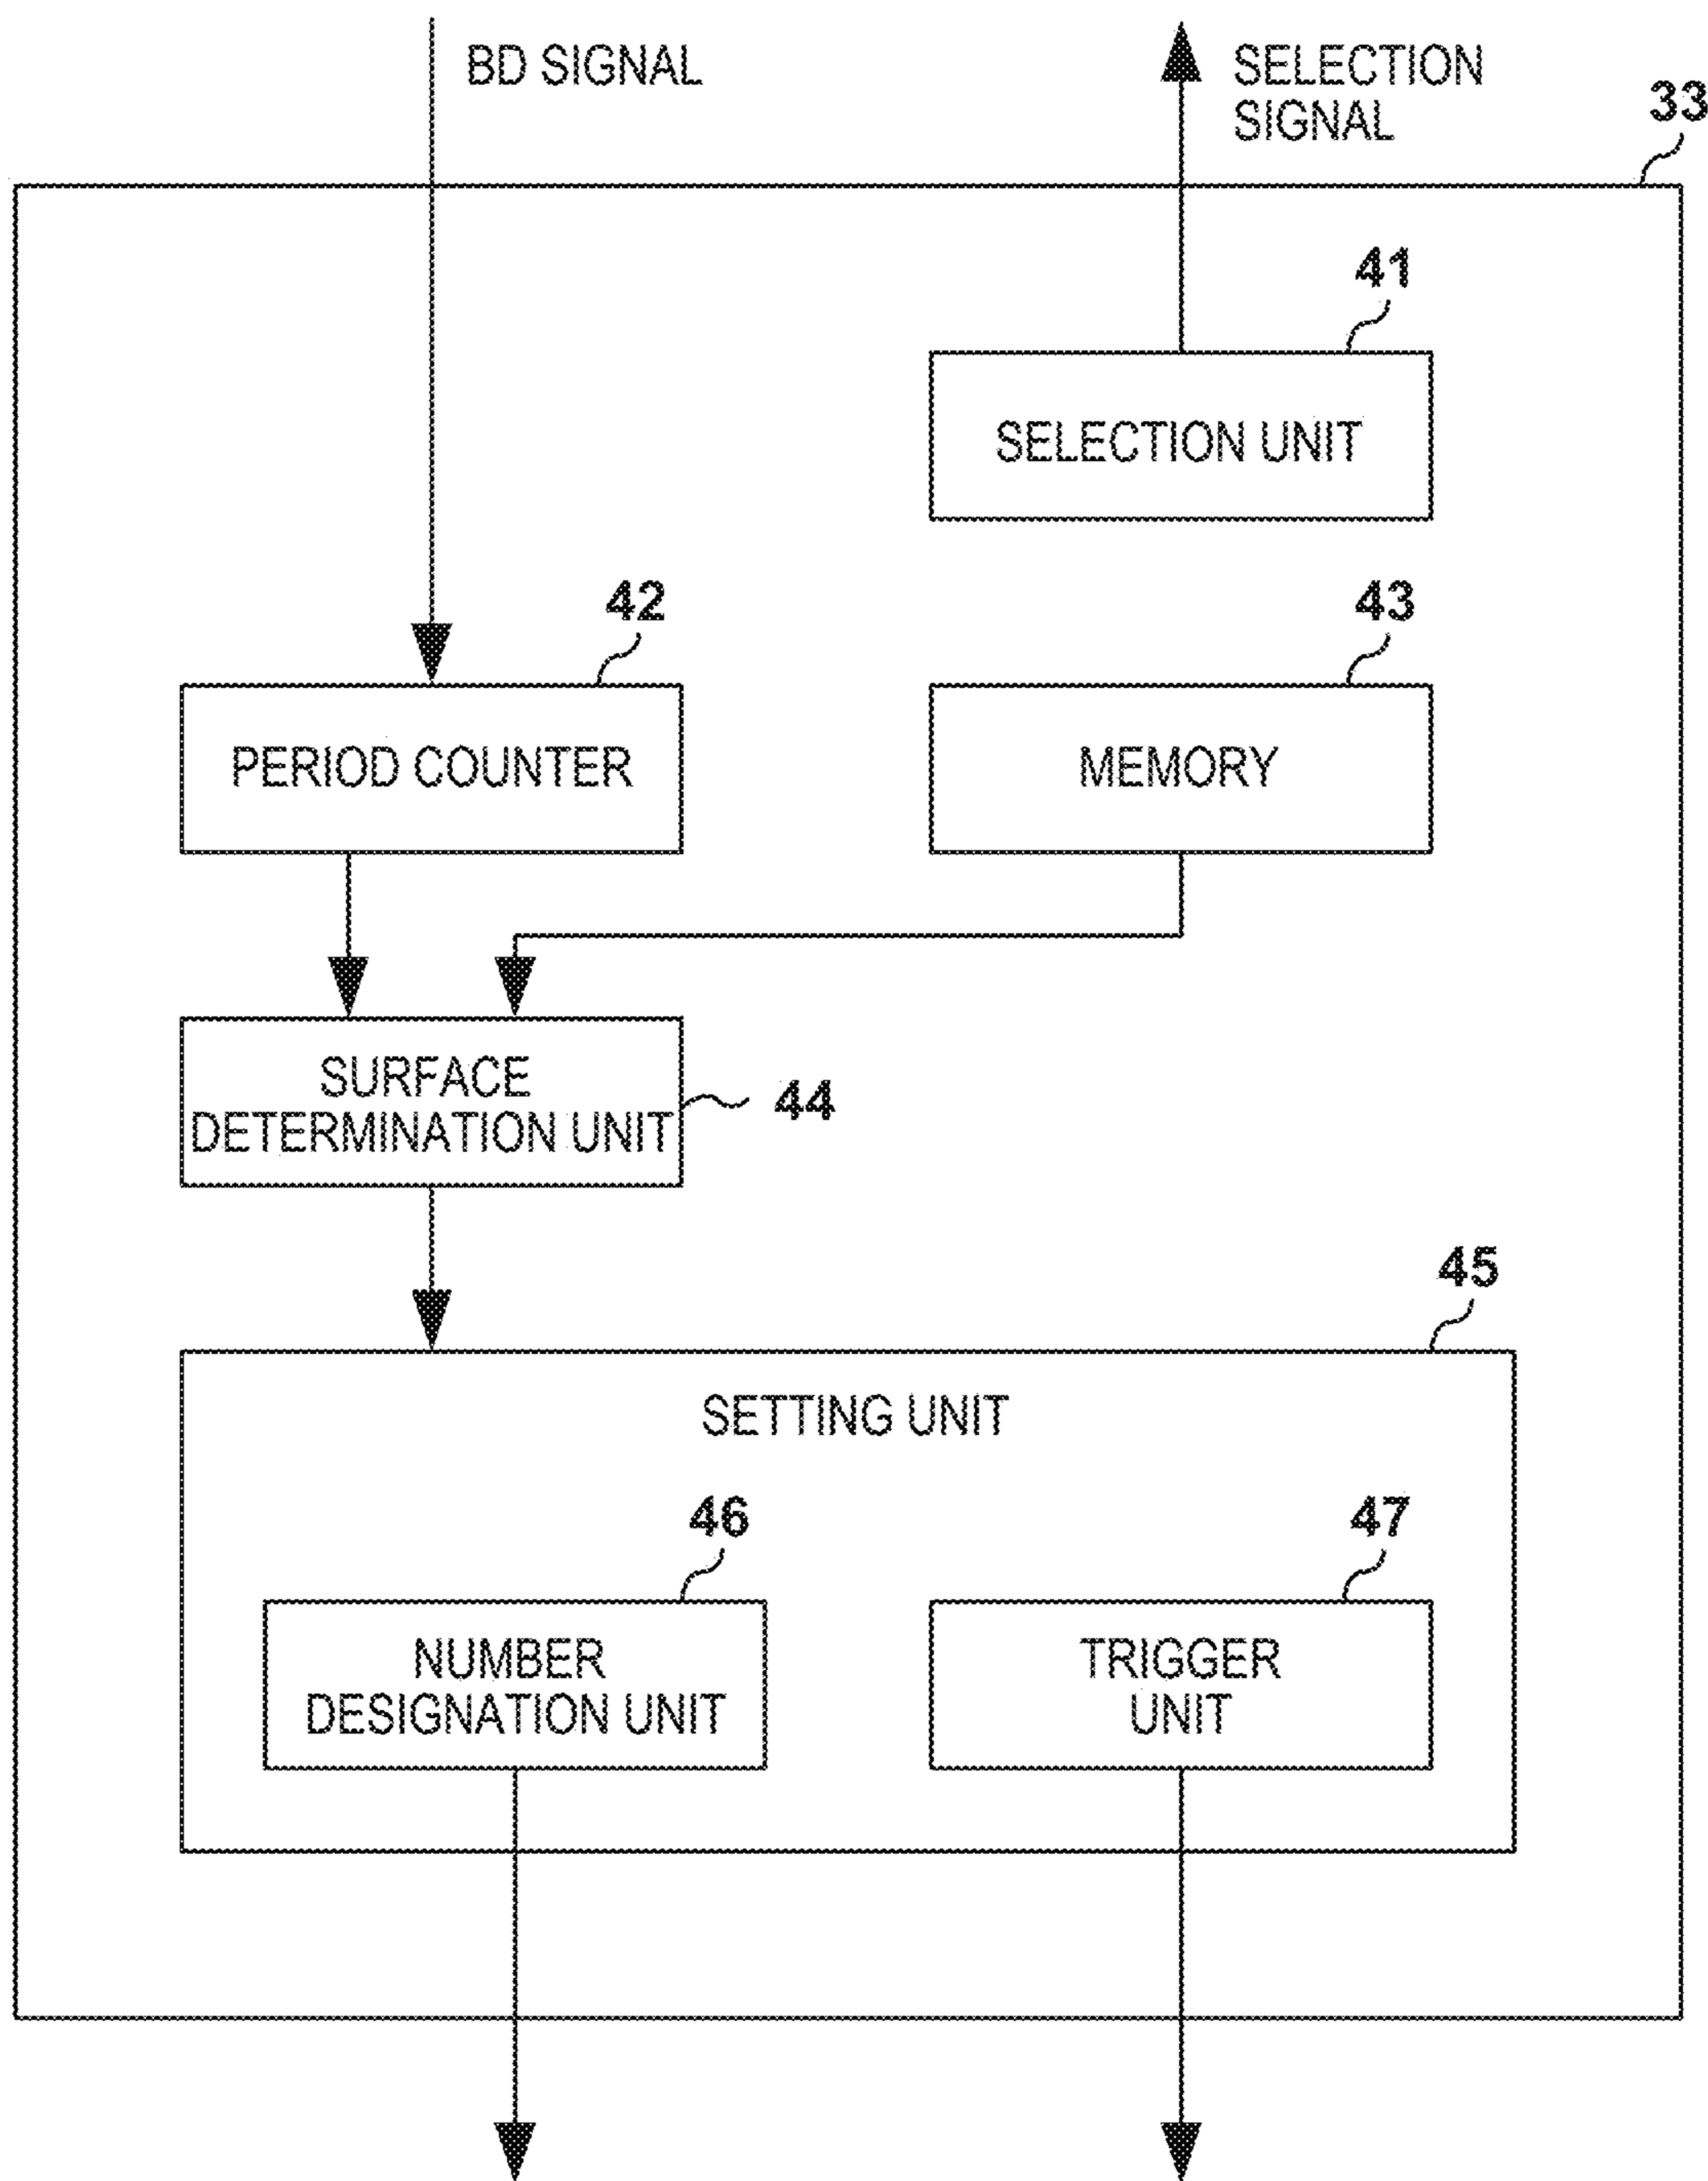 BD SIGNAL
SELECTION
SIGNAL
33
41
SELECTION UNIT
42
43
PERIOD COUNTER
MEMORY
SURFACE
DETERMINATION UNIT
44
45
SETTING UNIT
46
47
NUMBER
DESIGNATION UNIT
TRIGGER
UNIT